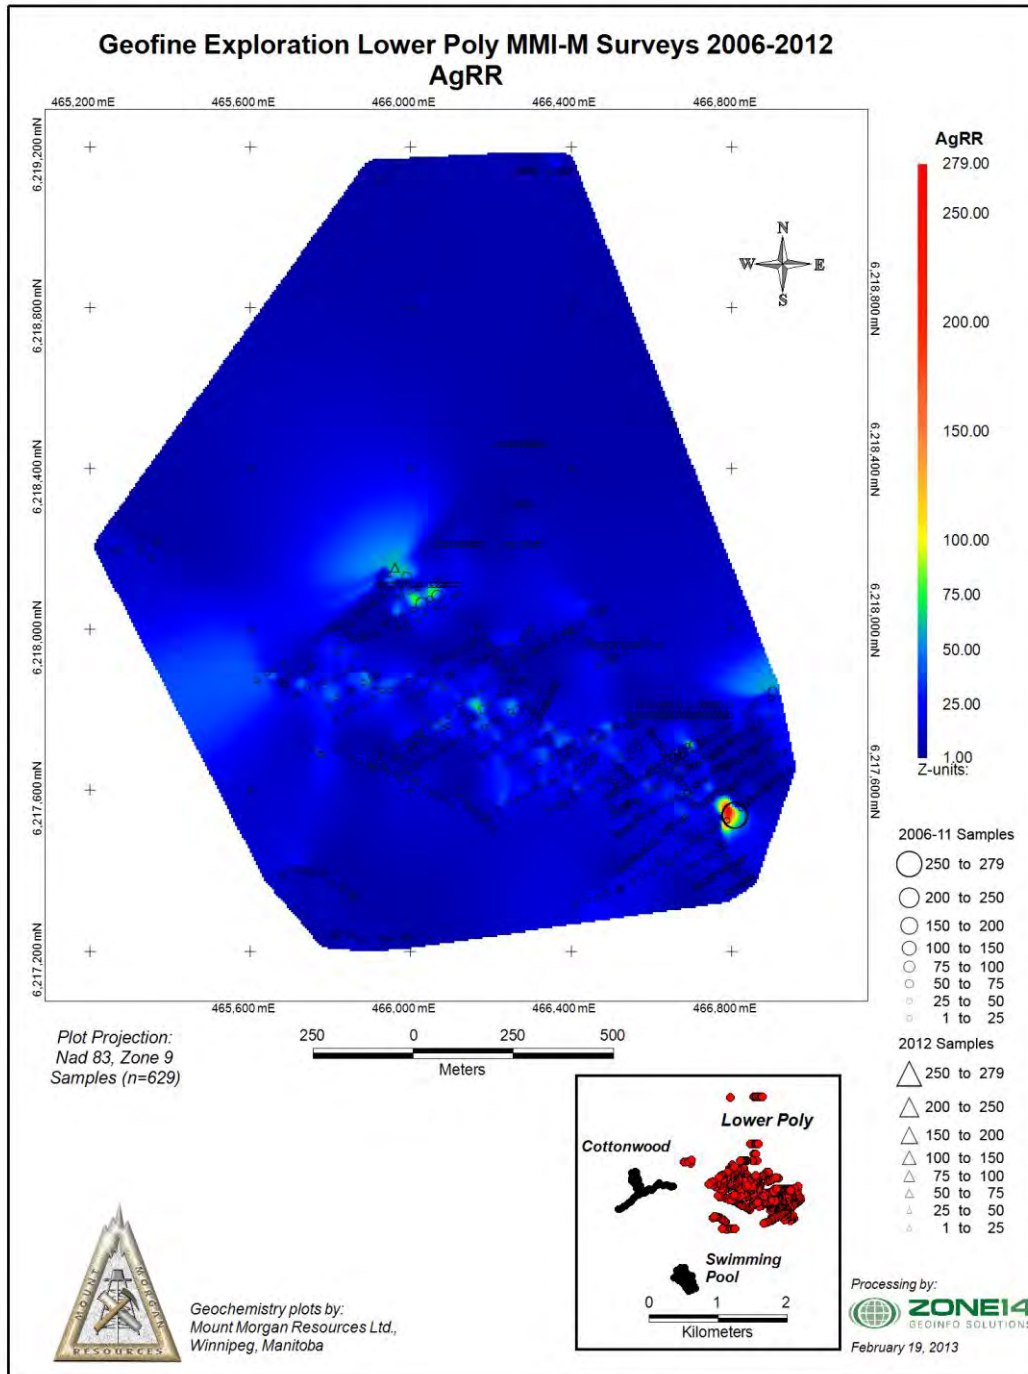 Geofine Exploration Lower Poly MMI-M Surveys 2006-2012
AgRR
465,200 mE
465,600 mE
466,000 mE
466,400 mE
466,800 mE
6,219,200 mN
6,218,800 mN
6,218,400 mN
6,218,000 mN
6,217,600 mN
6,217,200 mN
N
W
E
S
6,218,800 mN
6,218,400 mN
6,218,000 mN
6,217,600 mN
465,600 mE
466,000 mE
466,400 mE
466,800 mE
AgRR
279.00
250.00
200.00
150.00
100.00
75.00
50.00
25.00
1.00
Z-units:
2006-11 Samples
250 to 279
200 to 250
150 to 200
100 to 150
75 to 100
50 to 75
25 to 50
1 to 25
2012 Samples
250 to 279
200 to 250
150 to 200
100 to 150
75 to 100
50 to 75
25 to 50
1 to 25
Plot Projection:
Nad 83, Zone 9
Samples (n=629)
250 0 250 500
Meters
Lower Poly
Cottonwood
Swimming
Pool
0 1 2
Kilometers
MOUNT MORGAN
RESOURCES
Geochemistry plots by:
Mount Morgan Resources Ltd.,
Winnipeg, Manitoba
Processing by:
ZONE14
GEOINFO SOLUTIONS
February 19, 2013